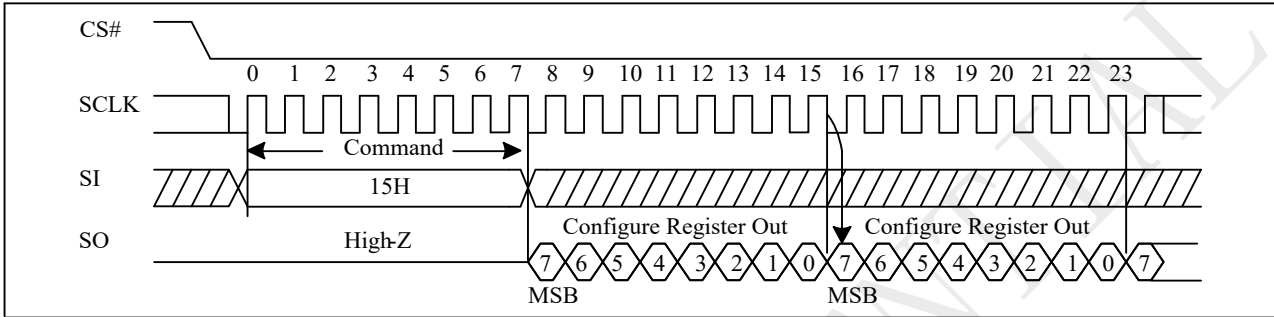 CS#
0 1 2 3 4 5 6 7 8 9 10 11 12 13 14 15 16 17 18 19 20 21 22 23
SCLK
Command
SI
15H
Configure Register Out Configure Register Out
SO
High-Z
7 6 5 4 3 2 1 0 7 6 5 4 3 2 1 0 7
MSB MSB
NTIAL